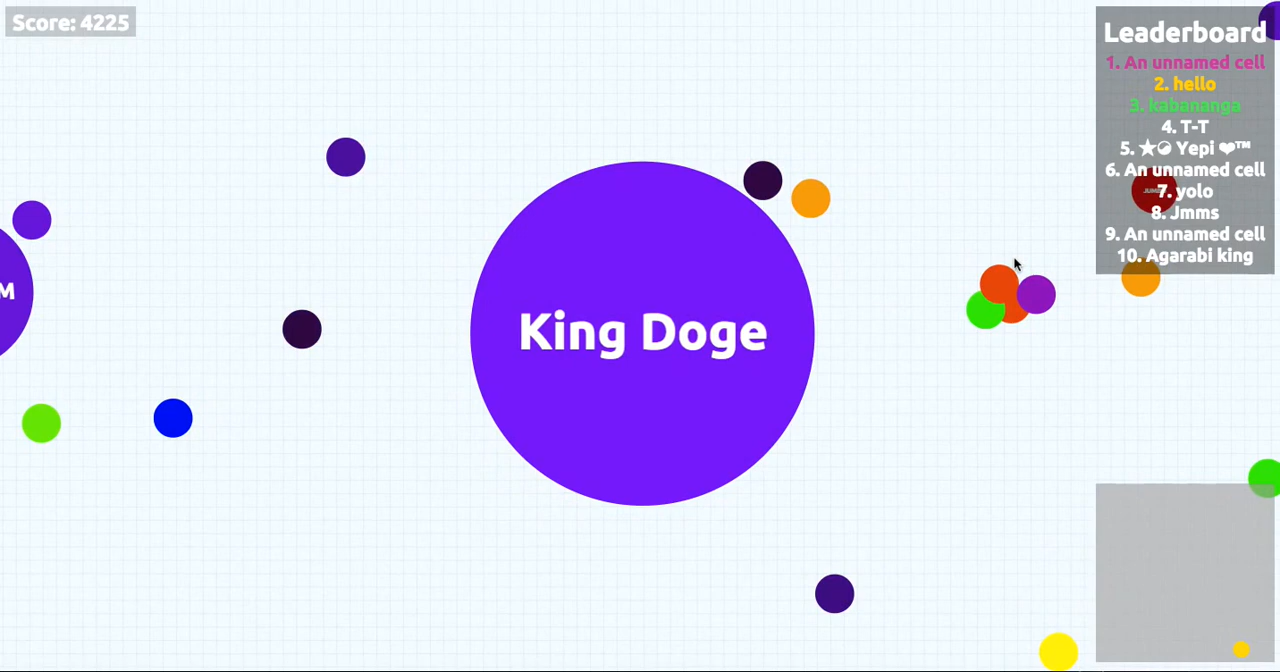 Score: 4225
Leaderboard
1. An unnamed cell
2. hello
3. kabananga
4. T-T
5. ★◕ Yepi ❤™
6. An unnamed cell
7. yolo
8. Jmms
9. An unnamed cell
10. Agarabi king
M
King Doge